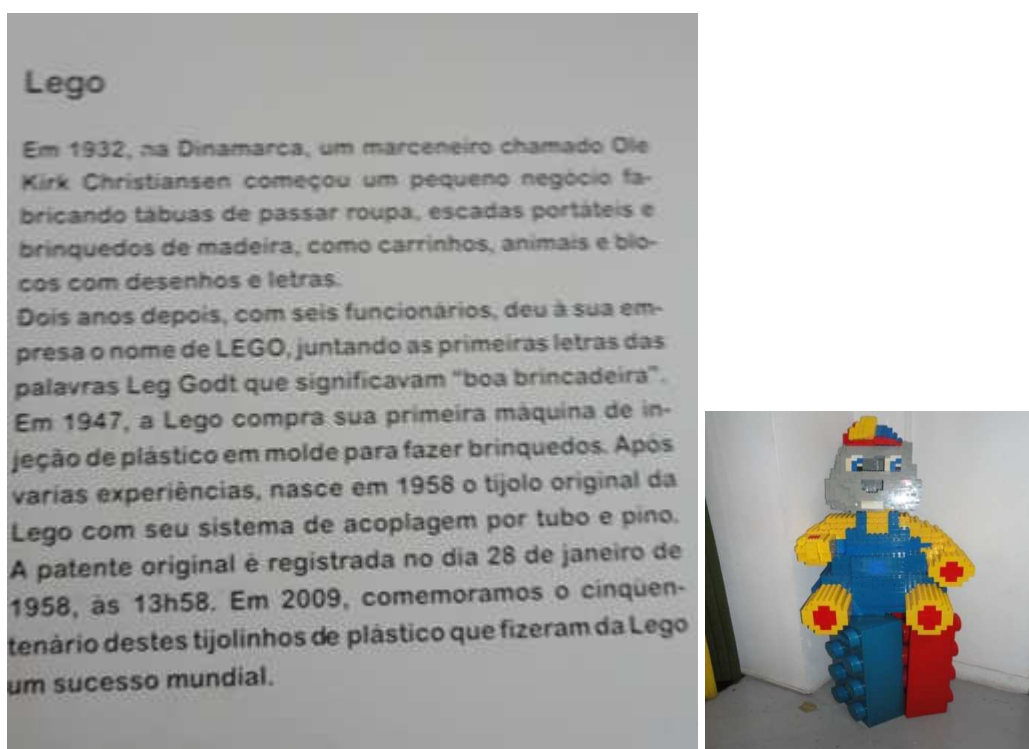 Lego
Em 1932, na Dinamarca, um marceneiro chamado Ole
Kirk Christiansen começou um pequeno negócio fa-
bricando tábuas de passar roupa, escadas portáteis e
brinquedos de madeira, como carrinhos, animais e blo-
cos com desenhos e letras.
Dois anos depois, com seis funcionários, deu à sua em-
presa o nome de LEGO, juntando as primeiras letras das
palavras Leg Godt que significavam “boa brincadeira”.
Em 1947, a Lego compra sua primeira máquina de in-
jeção de plástico em molde para fazer brinquedos. Após
varias experiências, nasce em 1958 o tijolo original da
Lego com seu sistema de acoplagem por tubo e pino.
A patente original é registrada no dia 28 de janeiro de
1958, às 13h58. Em 2009, comemoramos o cinqüen-
tenário destes tijolinhos de plástico que fizeram da Lego
um sucesso mundial.